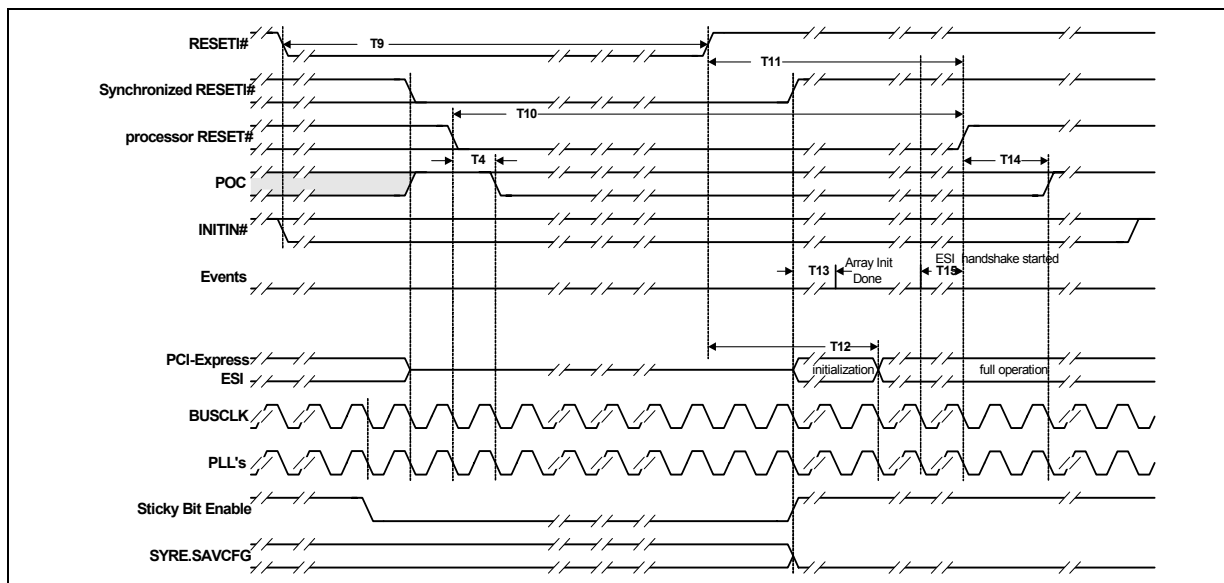 RESETI#
T9
T11
Synchronized RESETI#
T10
processor RESET#
T4
T14
POC
INITIN#
Events
T13
Array Init
Done
ESI handshake started
T15
T12
PCI-Express
ESI
initialization
full operation
BUSCLK
PLL's
Sticky Bit Enable
SYRE.SAVCFG